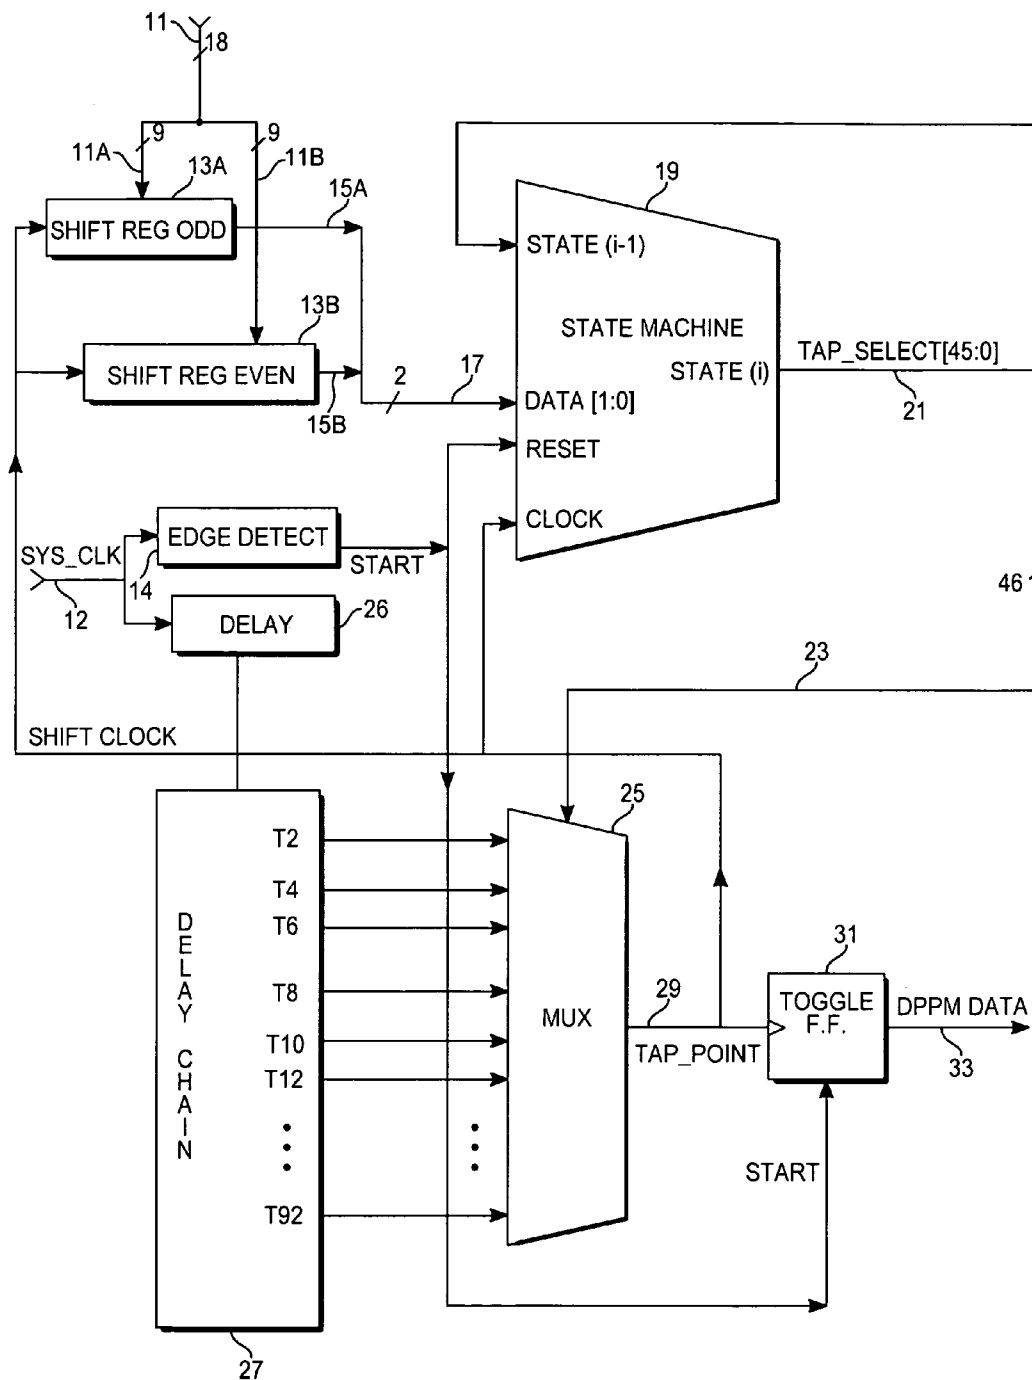 11
18
9
9
11A
11B
13A
15A
19
SHIFT REG ODD
STATE (i-1)
13B
STATE MACHINE
TAP_SELECT[45:0]
SHIFT REG EVEN
2
17
STATE (i)
DATA [1:0]
21
15B
RESET
CLOCK
EDGE DETECT
SYS_CLK
START
14
12
46
26
DELAY
23
SHIFT CLOCK
25
T2
T4
T6
DELAY CHAIN
31
T8
29
TOGGLE
F.F.
DPPM DATA
MUX
T10
TAP_POINT
33
T12
START
T92
27